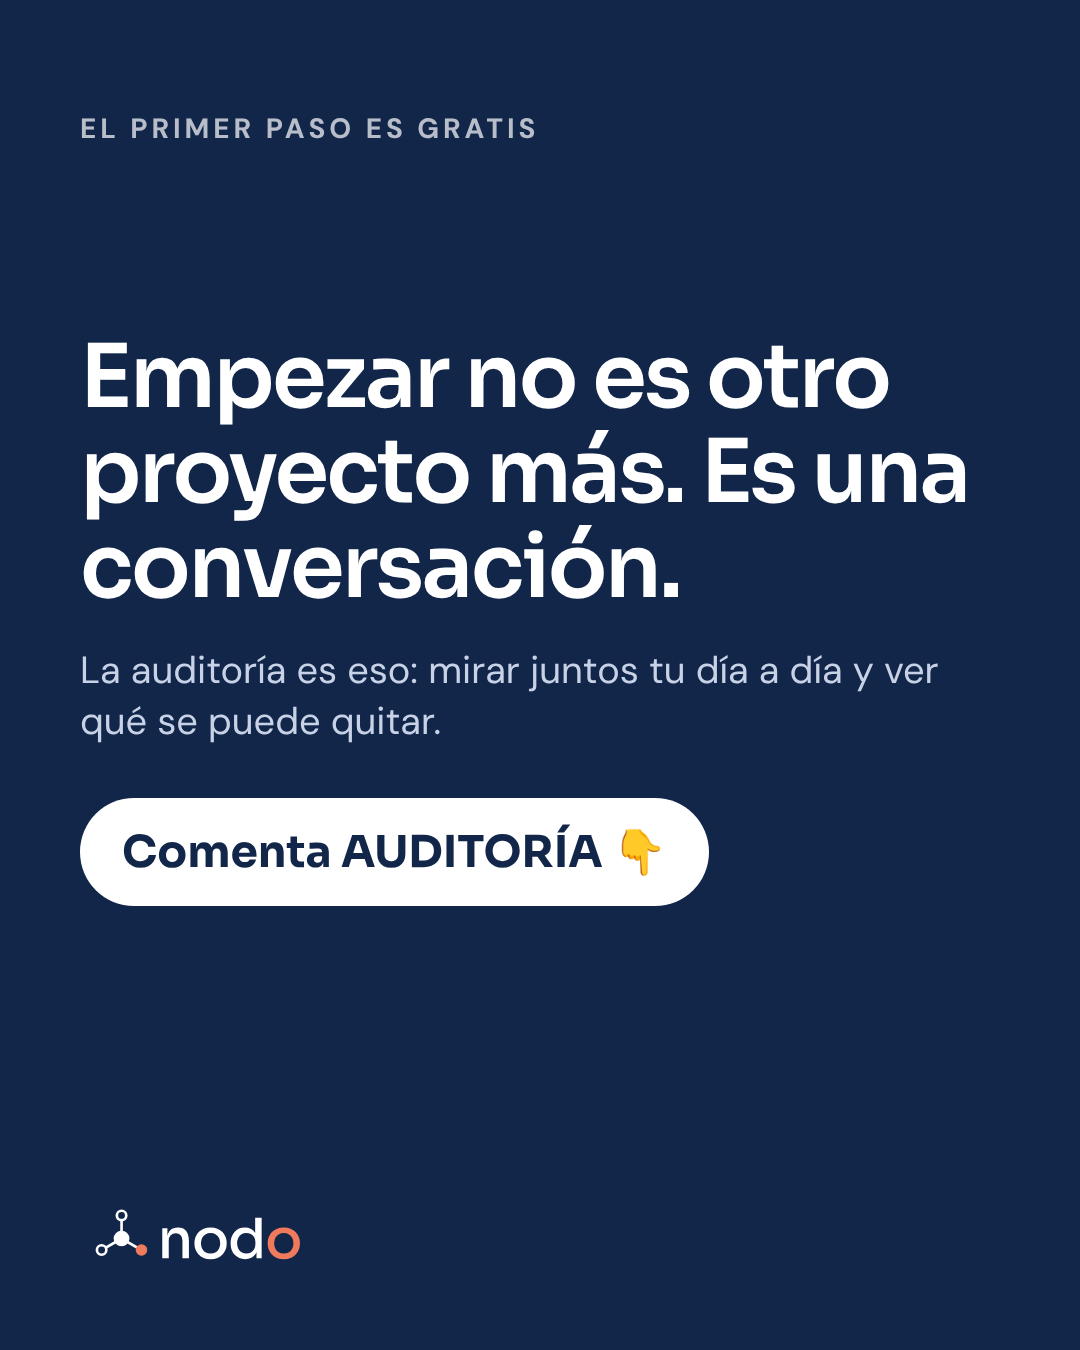 EL PRIMER PASO ES GRATIS
Empezar no es otro
proyecto más. Es una
conversación.
La auditoría es eso: mirar juntos tu día a día y ver
qué se puede quitar.
Comenta AUDITORÍA 👇
nodo